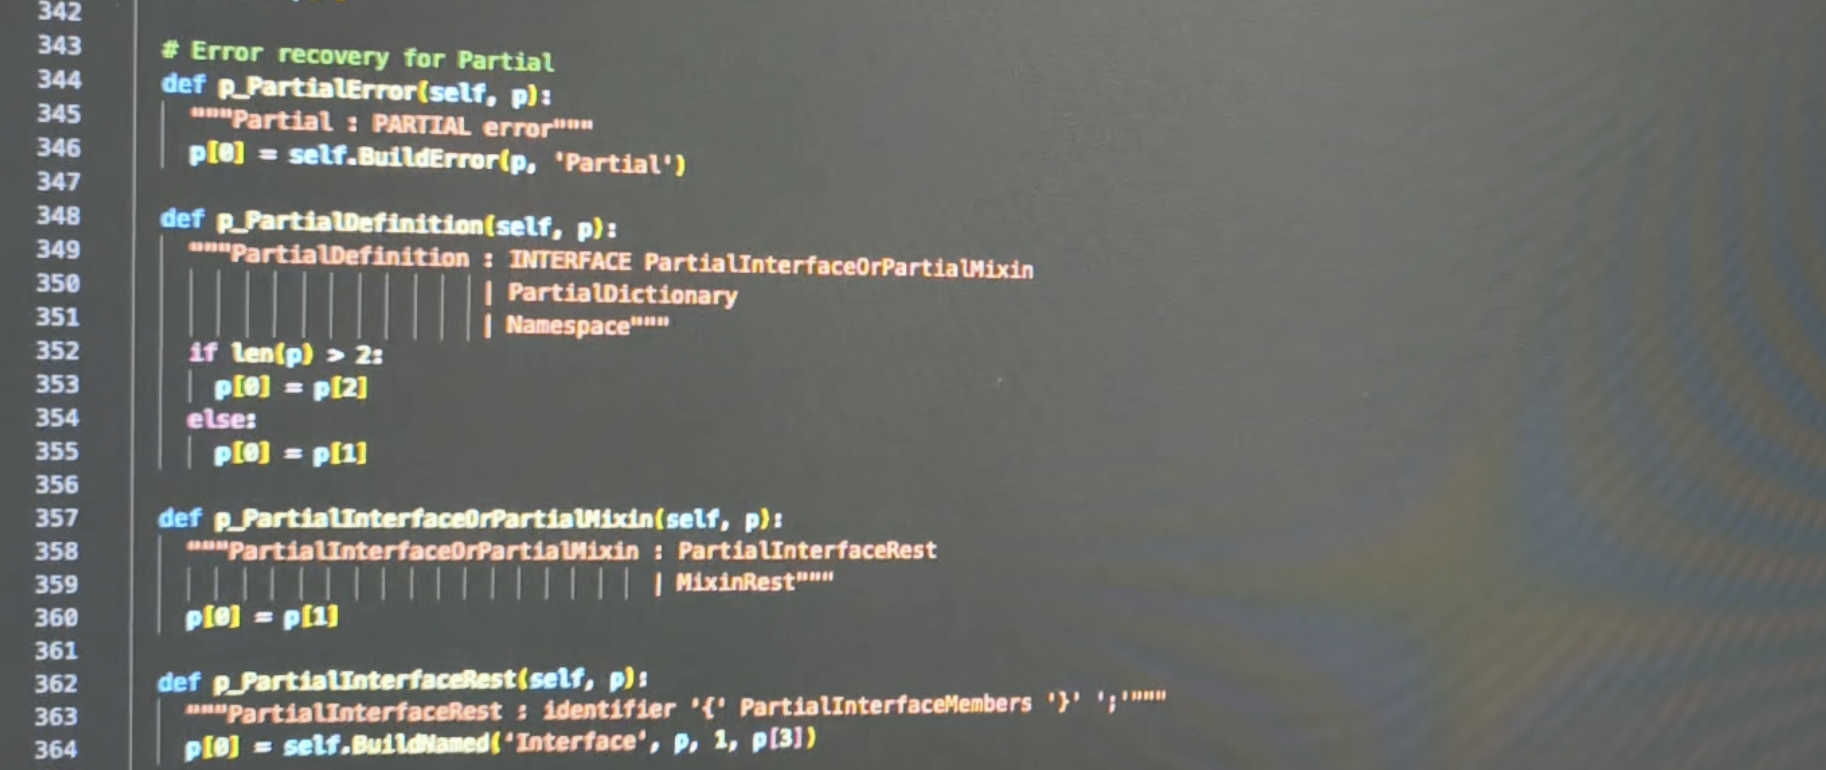 342
343 # Error recovery for Partial
344 def p_PartialError(self, p):
345 """Partial : PARTIAL error"""
346 p[0] = self.BuildError(p, 'Partial')
347
348 def p_PartialDefinition(self, p):
349 """PartialDefinition : INTERFACE PartialInterfaceOrPartialMixin
350 | PartialDictionary
351 | Namespace"""
352 if len(p) > 2:
353 p[0] = p[2]
354 else:
355 p[0] = p[1]
356
357 def p_PartialInterfaceOrPartialMixin(self, p):
358 """PartialInterfaceOrPartialMixin : PartialInterfaceRest
359 | MixinRest"""
360 p[0] = p[1]
361
362 def p_PartialInterfaceRest(self, p):
363 """PartialInterfaceRest : identifier '{' PartialInterfaceMembers '}' ';'"""
364 p[0] = self.BuildNamed('Interface', p, 1, p[3])